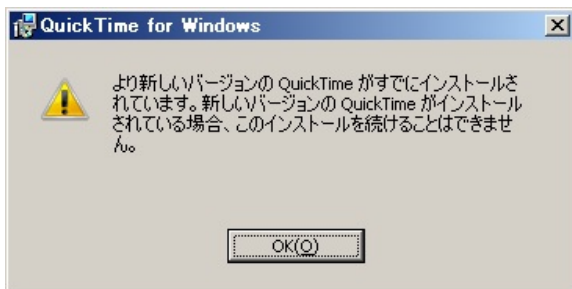 QuickTime for Windows
より新しいバージョンの QuickTime がすでにインストールさ
れています。新しいバージョンの QuickTime がインストール
されている場合、このインストールを続けることはできませ
ん。
OK(O)